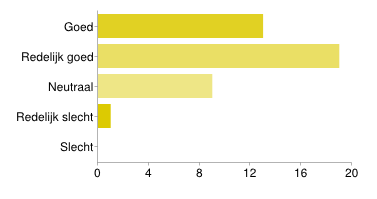 Goed
Redelijk goed
Neutraal
Redelijk slecht
Slecht
0 4 8 12 16 20